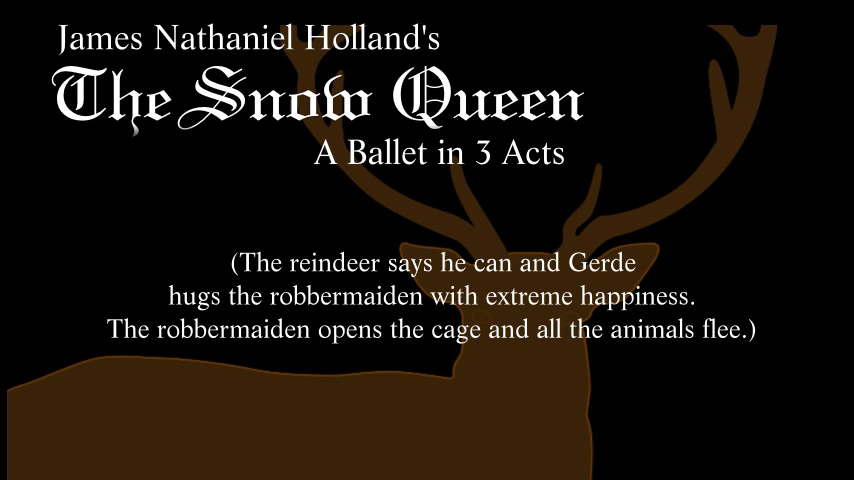 James Nathaniel Holland's
The Snow Queen
A Ballet in 3 Acts
(The reindeer says he can and Gerde
hugs the robbermaiden with extreme happiness.
The robbermaiden opens the cage and all the animals flee.)